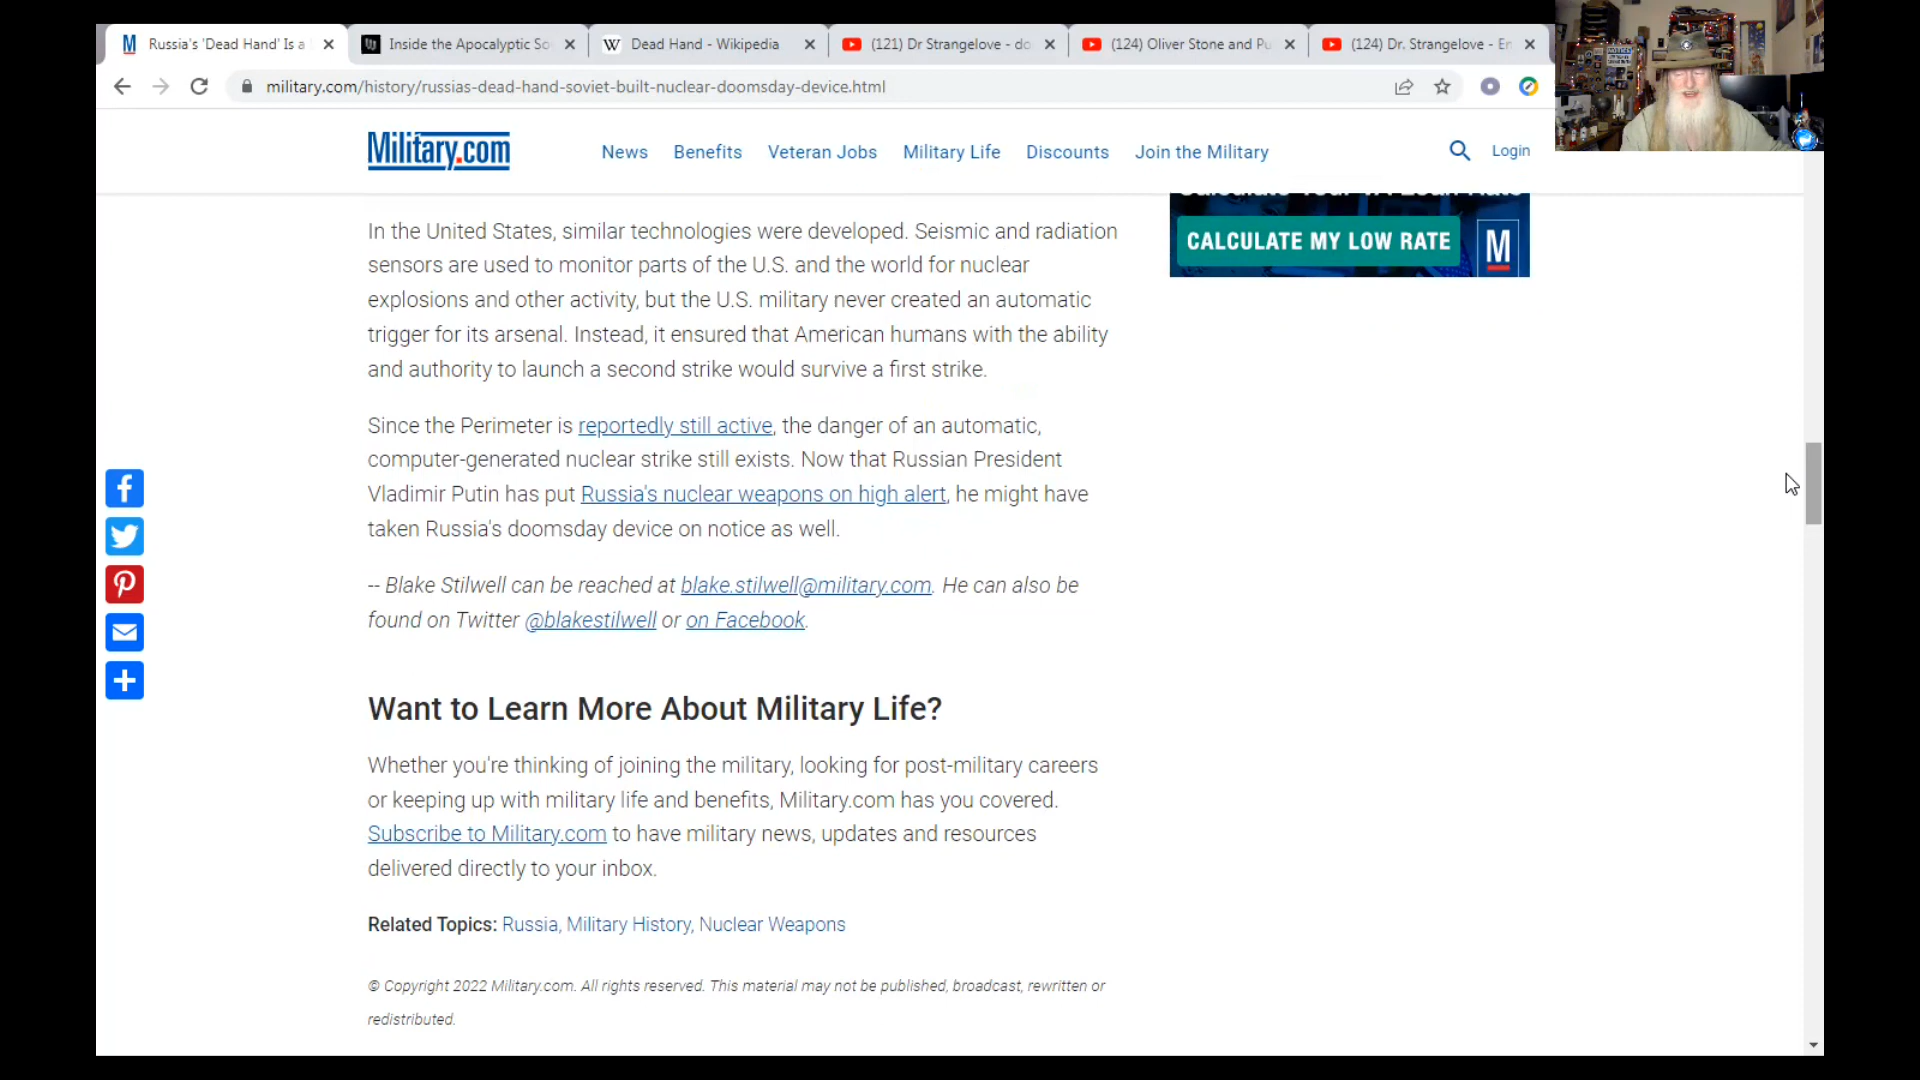 Russia's 'Dead Hand' Is a
Inside the Apocalyptic So
Dead Hand - Wikipedia
(121) Dr Strangelove - do
(124) Oliver Stone and Pu
(124) Dr. Strangelove - En
military.com/history/russias-dead-hand-soviet-built-nuclear-doomsday-device.html
Military.com
News Benefits Veteran Jobs Military Life Discounts Join the Military
Login
CALCULATE MY LOW RATE
In the United States, similar technologies were developed. Seismic and radiation
sensors are used to monitor parts of the U.S. and the world for nuclear
explosions and other activity, but the U.S. military never created an automatic
trigger for its arsenal. Instead, it ensured that American humans with the ability
and authority to launch a second strike would survive a first strike.
Since the Perimeter is reportedly still active, the danger of an automatic,
computer-generated nuclear strike still exists. Now that Russian President
Vladimir Putin has put Russia's nuclear weapons on high alert, he might have
taken Russia's doomsday device on notice as well.
-- Blake Stilwell can be reached at blake.stilwell@military.com. He can also be
found on Twitter @blakestilwell or on Facebook.
Want to Learn More About Military Life?
Whether you're thinking of joining the military, looking for post-military careers
or keeping up with military life and benefits, Military.com has you covered.
Subscribe to Military.com to have military news, updates and resources
delivered directly to your inbox.
Related Topics: Russia, Military History, Nuclear Weapons
© Copyright 2022 Military.com. All rights reserved. This material may not be published, broadcast, rewritten or
redistributed.